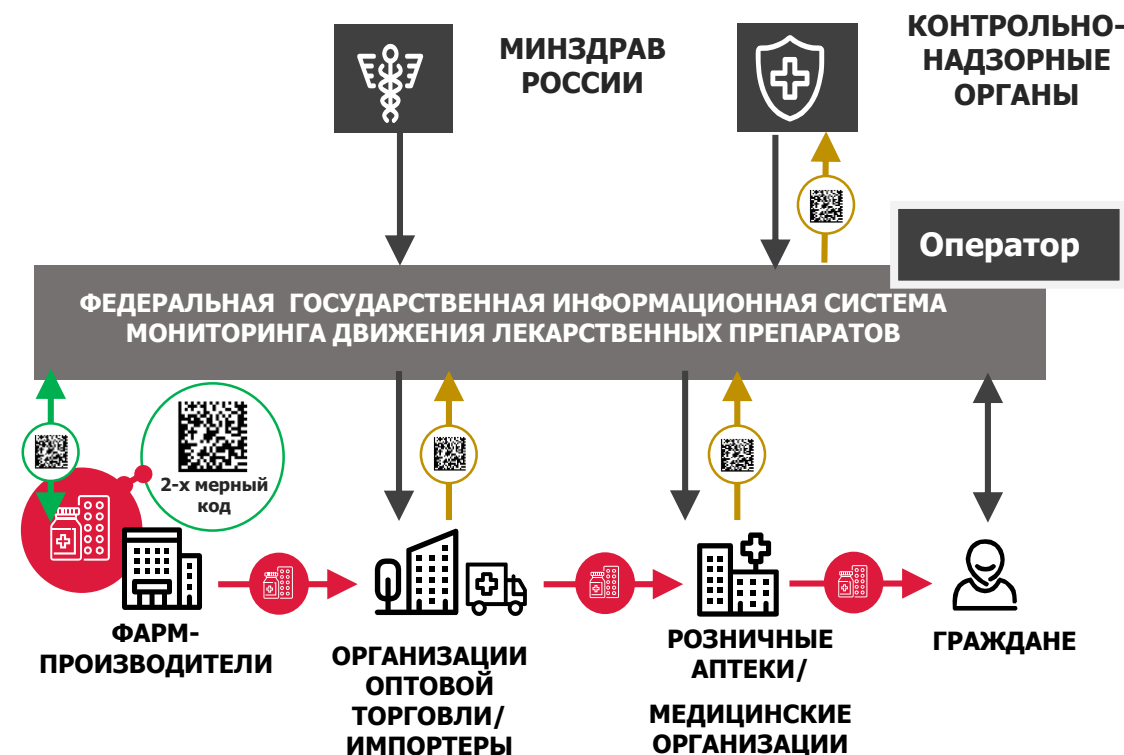 МИНЗДРАВ
РОССИИ
КОНТРОЛЬНО-
НАДЗОРНЫЕ
ОРГАНЫ
Оператор
ФЕДЕРАЛЬНАЯ ГОСУДАРСТВЕННАЯ ИНФОРМАЦИОННАЯ СИСТЕМА
МОНИТОРИНГА ДВИЖЕНИЯ ЛЕКАРСТВЕННЫХ ПРЕПАРАТОВ
2-х мерный
код
ФАРМ-
ПРОИЗВОДИТЕЛИ
ОРГАНИЗАЦИИ
ОПТОВОЙ
ТОРГОВЛИ/
ИМПОРТЕРЫ
РОЗНИЧНЫЕ
АПТЕКИ/
МЕДИЦИНСКИЕ
ОРГАНИЗАЦИИ
ГРАЖДАНЕ